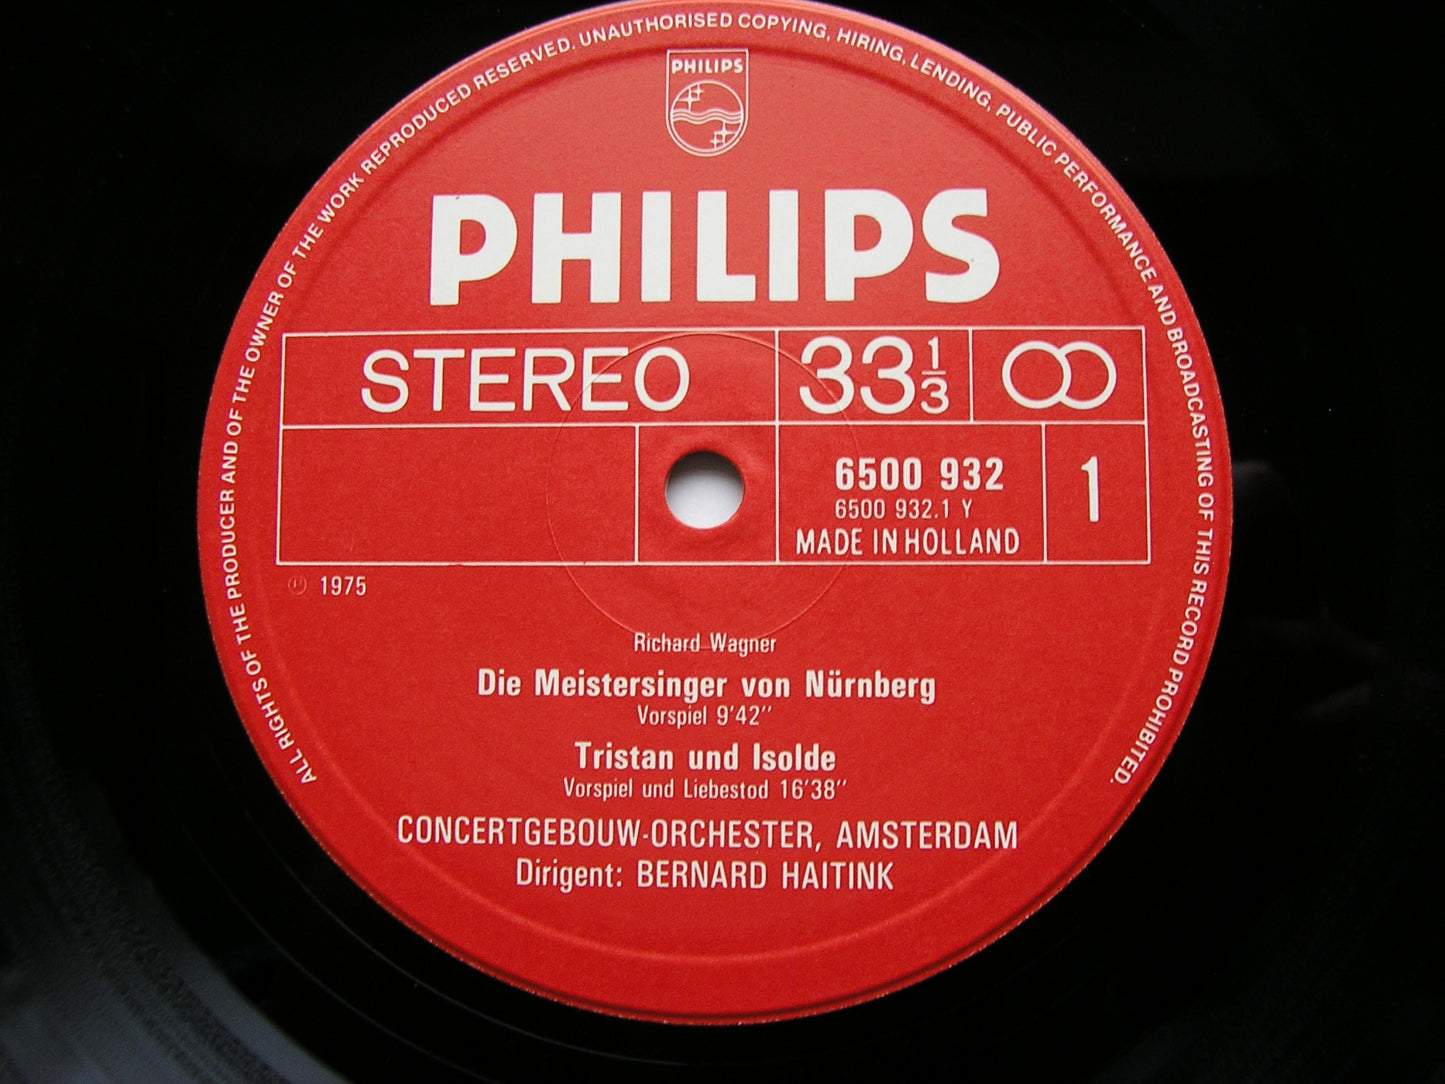 ALL RIGHTS OF THE PRODUCER AND OF THE OWNER OF THE WORK REPRODUCED RESERVED. UNAUTHORISED COPYING, HIRING, LENDING, PUBLIC PERFORMANCE AND BROADCASTING OF THIS RECORD PROHIBITED.
PHILIPS
PHILIPS
STEREO 33 1/3
6500 932 1
6500 932.1 Y
MADE IN HOLLAND
℗ 1975
Richard Wagner
Die Meistersinger von Nürnberg
Vorspiel 9'42''
Tristan und Isolde
Vorspiel und Liebestod 16'38''
CONCERTGEBOUW-ORCHESTER, AMSTERDAM
Dirigent: BERNARD HAITINK